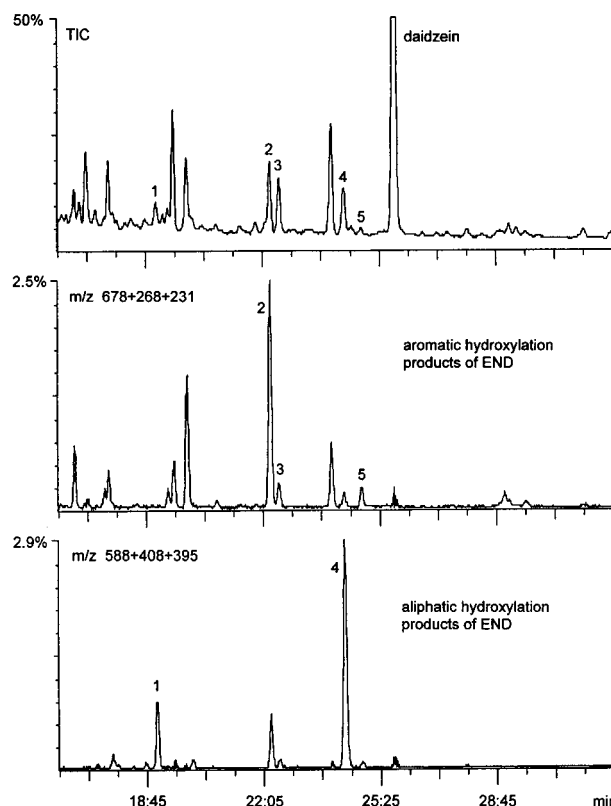 50%
TIC
daidzein
1
2
3
4
5
2.5%
m/z 678+268+231
2
aromatic hydroxylation
products of END
3
5
2.9%
m/z 588+408+395
4
aliphatic hydroxylation
products of END
1
18:45 22:05 25:25 28:45 min